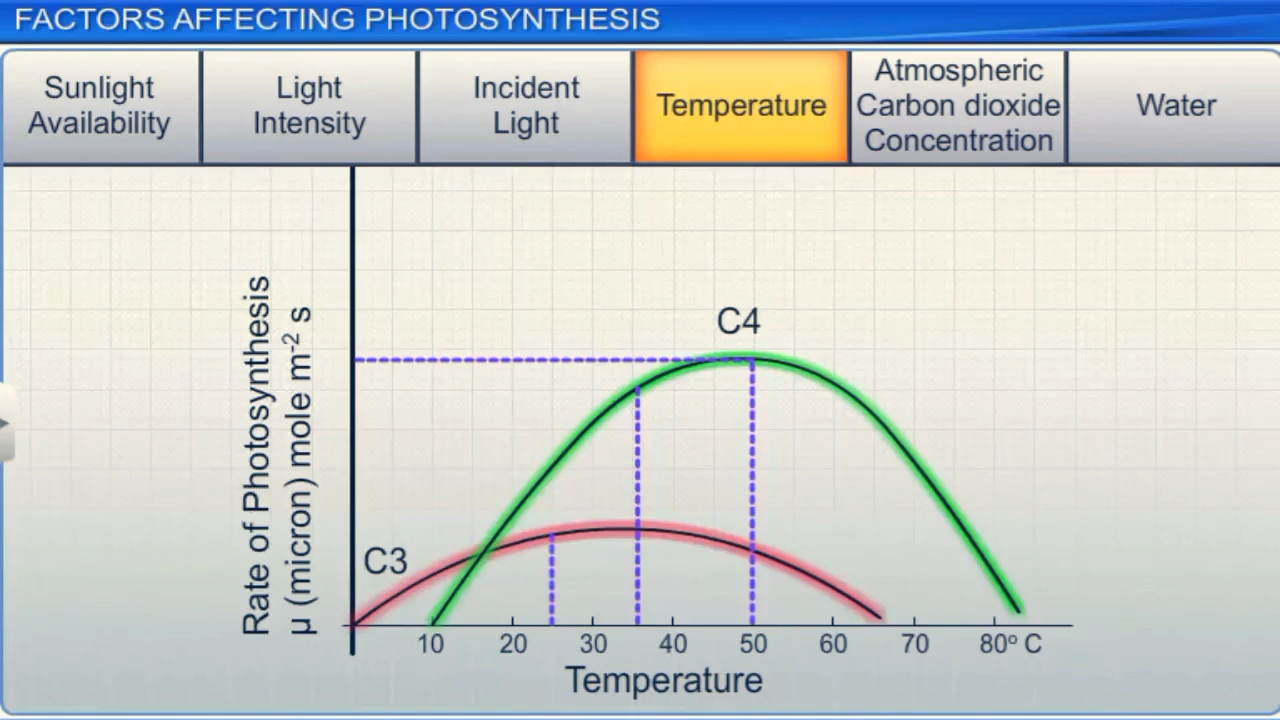 FACTORS AFFECTING PHOTOSYNTHESIS
Sunlight
Availability
Light
Intensity
Incident
Light
Temperature
Atmospheric
Carbon dioxide
Concentration
Water
Rate of Photosynthesis
μ (micron) mole m⁻² s
C4
C3
10 20 30 40 50 60 70 80º C
Temperature